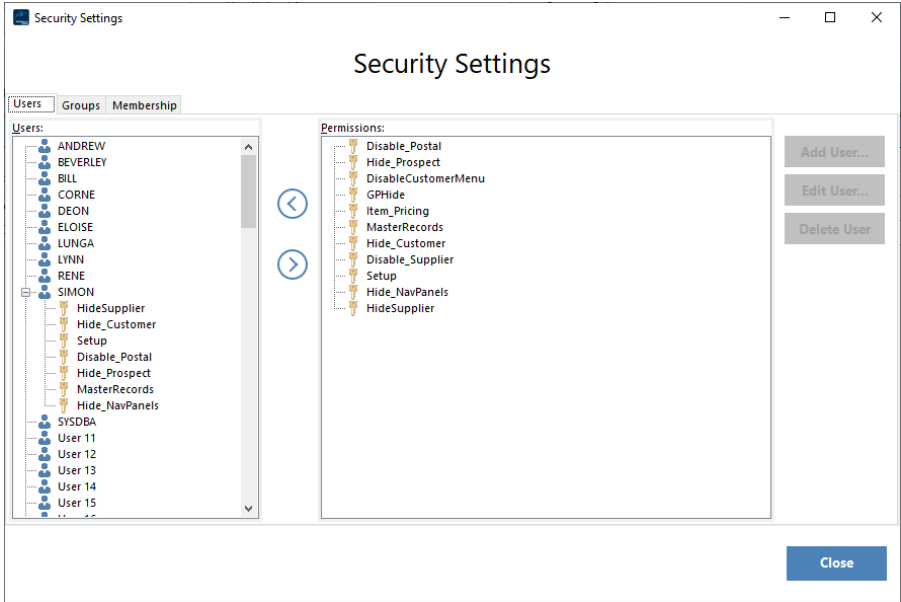 Security Settings
Security Settings
Users Groups Membership
Users:
ANDREW
BEVERLEY
BILL
CORNE
DEON
ELOISE
LUNGA
LYNN
RENE
SIMON
HideSupplier
Hide_Customer
Setup
Disable_Postal
Hide_Prospect
MasterRecords
Hide_NavPanels
SYSDBA
User 11
User 12
User 13
User 14
User 15
Permissions:
Disable_Postal
Hide_Prospect
DisableCustomerMenu
GPHide
Item_Pricing
MasterRecords
Hide_Customer
Disable_Supplier
Setup
Hide_NavPanels
HideSupplier
Add User...
Edit User...
Delete User
Close